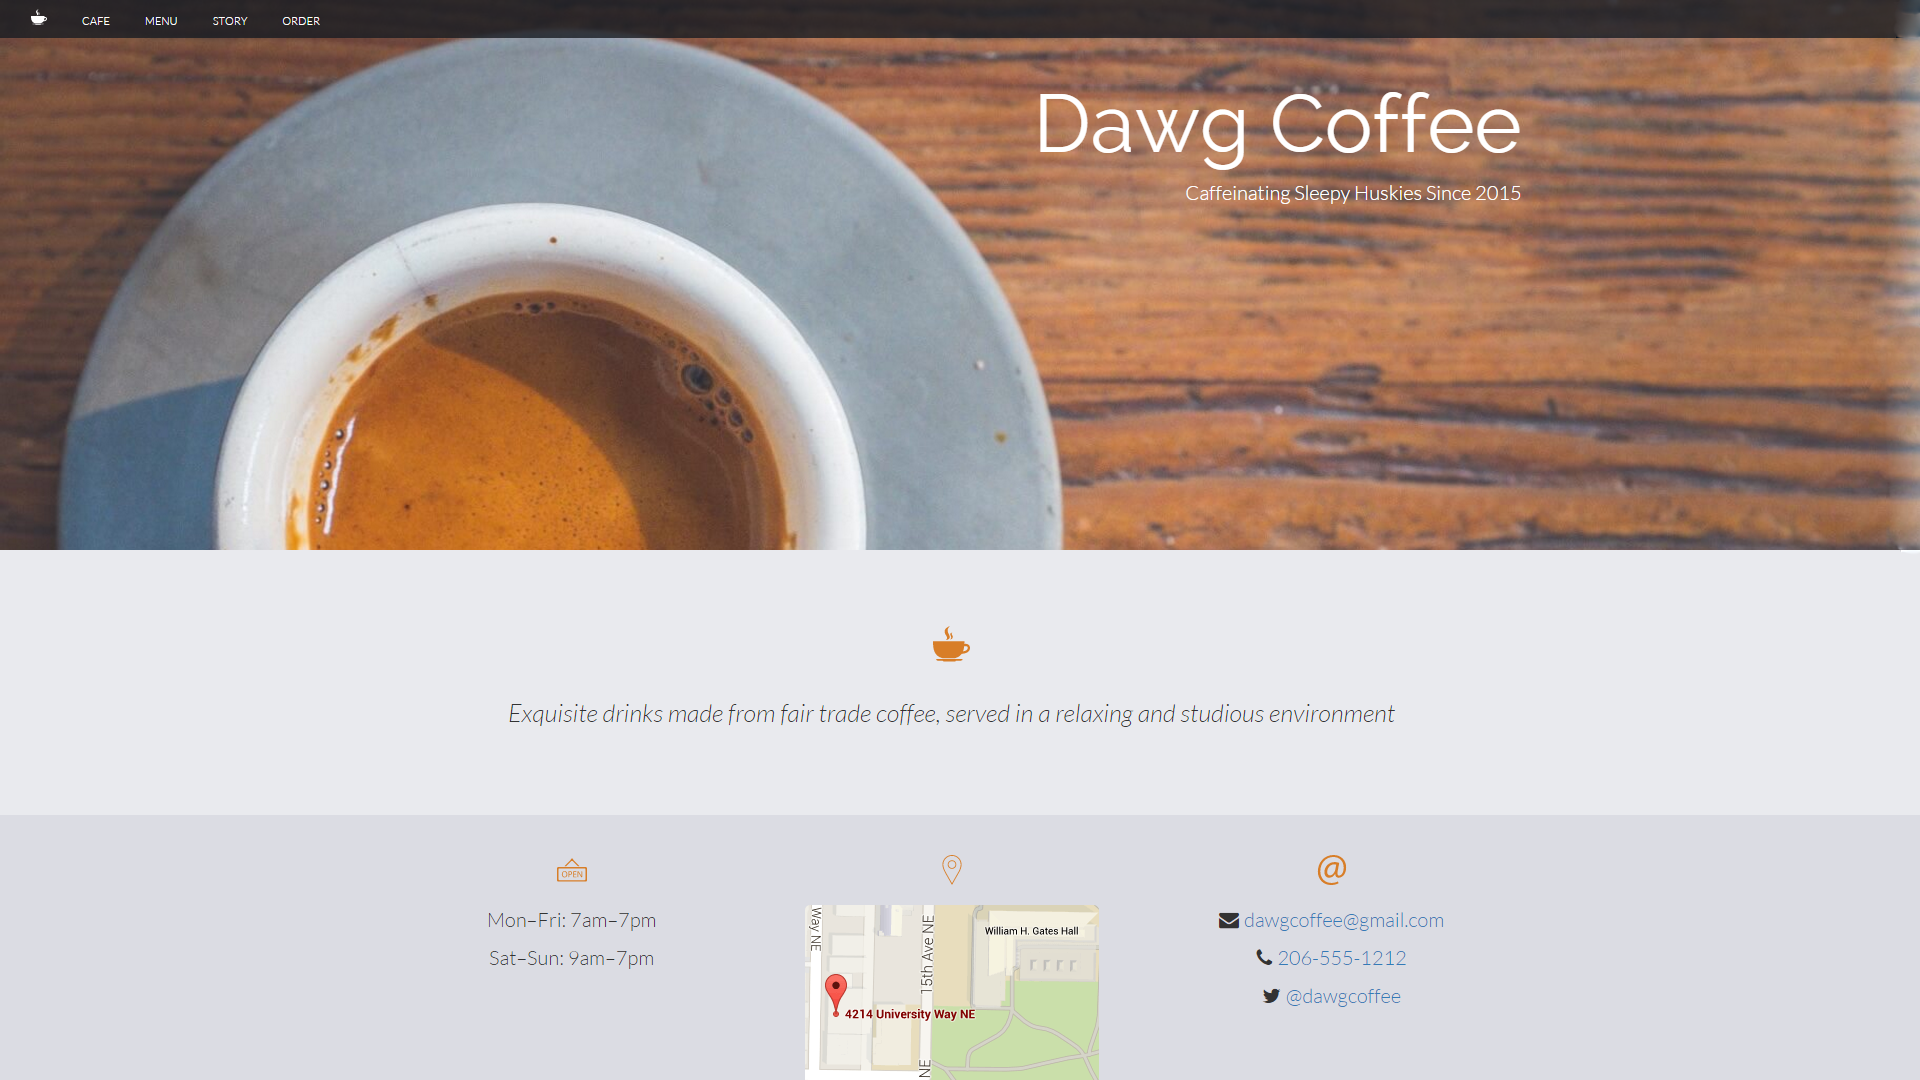 CAFE MENU STORY ORDER
Dawg Coffee
Caffeinating Sleepy Huskies Since 2015
Exquisite drinks made from fair trade coffee, served in a relaxing and studious environment
OPEN
Mon–Fri: 7am–7pm
Sat–Sun: 9am–7pm
Way NE
15th Ave NE
William H. Gates Hall
4214 University Way NE
NE
@
dawgcoffee@gmail.com
206-555-1212
@dawgcoffee